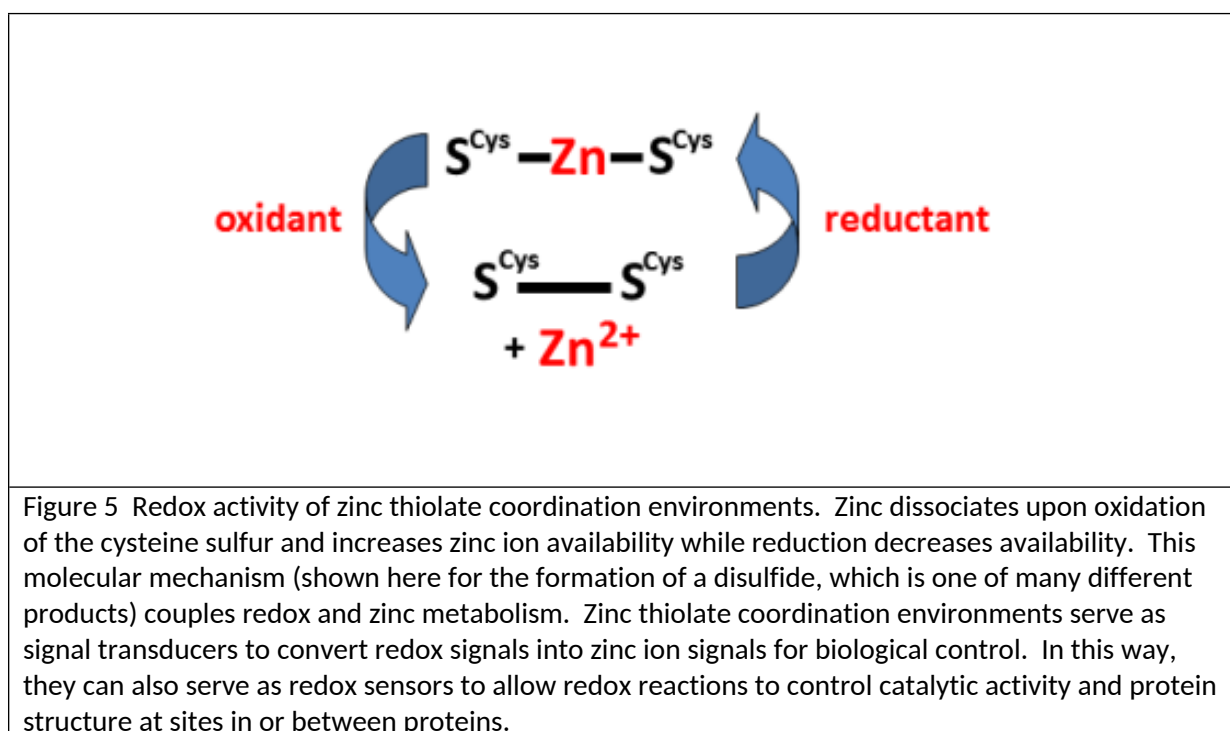 S^Cys –Zn–S^Cys
oxidant reductant
S^Cys — S^Cys
+ Zn²⁺
Figure 5  Redox activity of zinc thiolate coordination environments.  Zinc dissociates upon oxidation
of the cysteine sulfur and increases zinc ion availability while reduction decreases availability.  This
molecular mechanism (shown here for the formation of a disulfide, which is one of many different
products) couples redox and zinc metabolism.  Zinc thiolate coordination environments serve as
signal transducers to convert redox signals into zinc ion signals for biological control.  In this way,
they can also serve as redox sensors to allow redox reactions to control catalytic activity and protein
structure at sites in or between proteins.